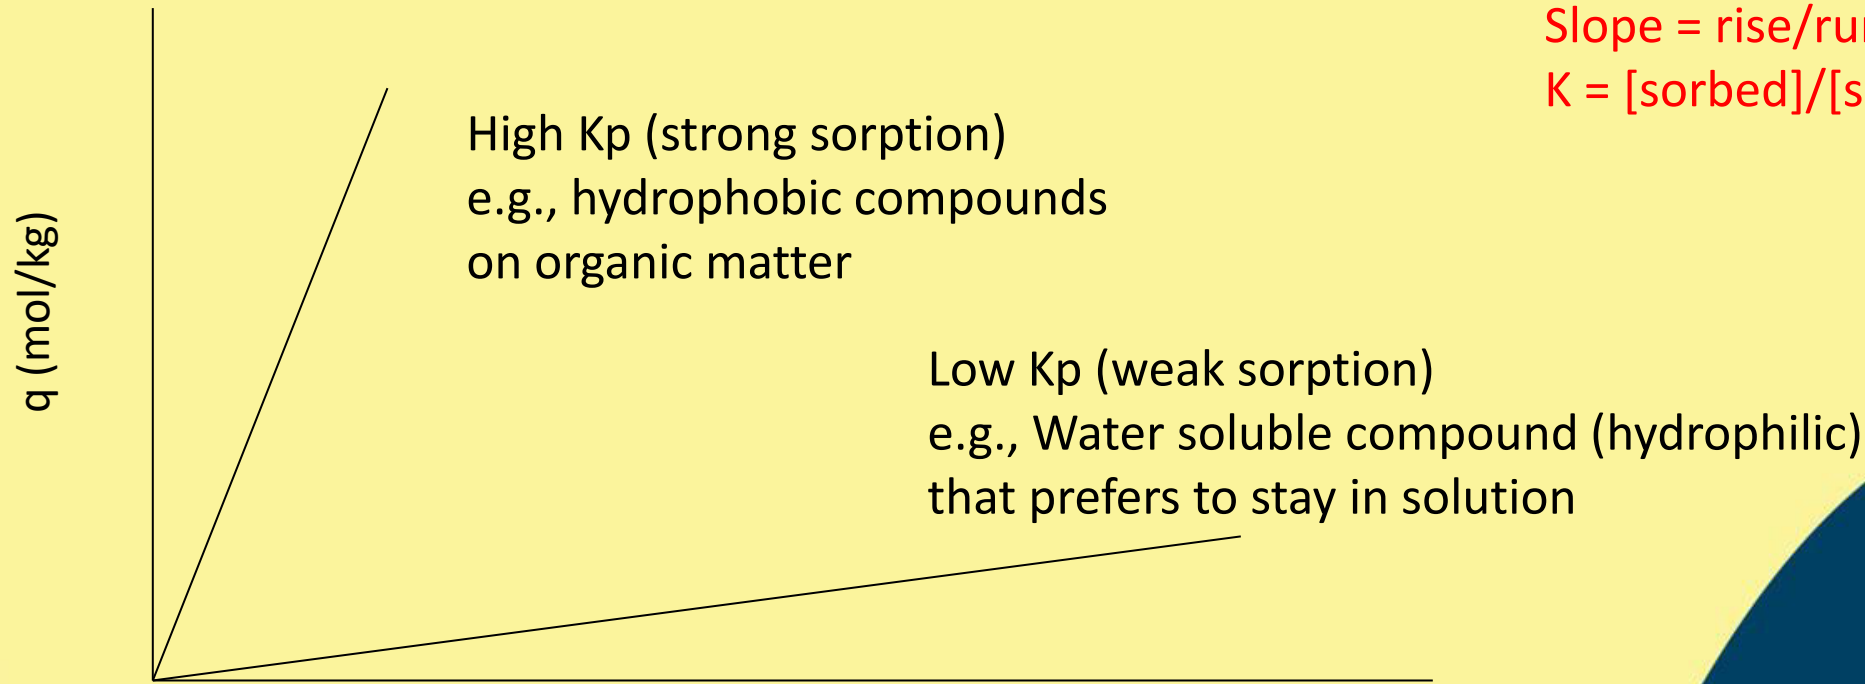 Slope = rise/run
K = [sorbed]/[s
High Kp (strong sorption)
e.g., hydrophobic compounds
on organic matter
q (mol/kg)
Low Kp (weak sorption)
e.g., Water soluble compound (hydrophilic)
that prefers to stay in solution